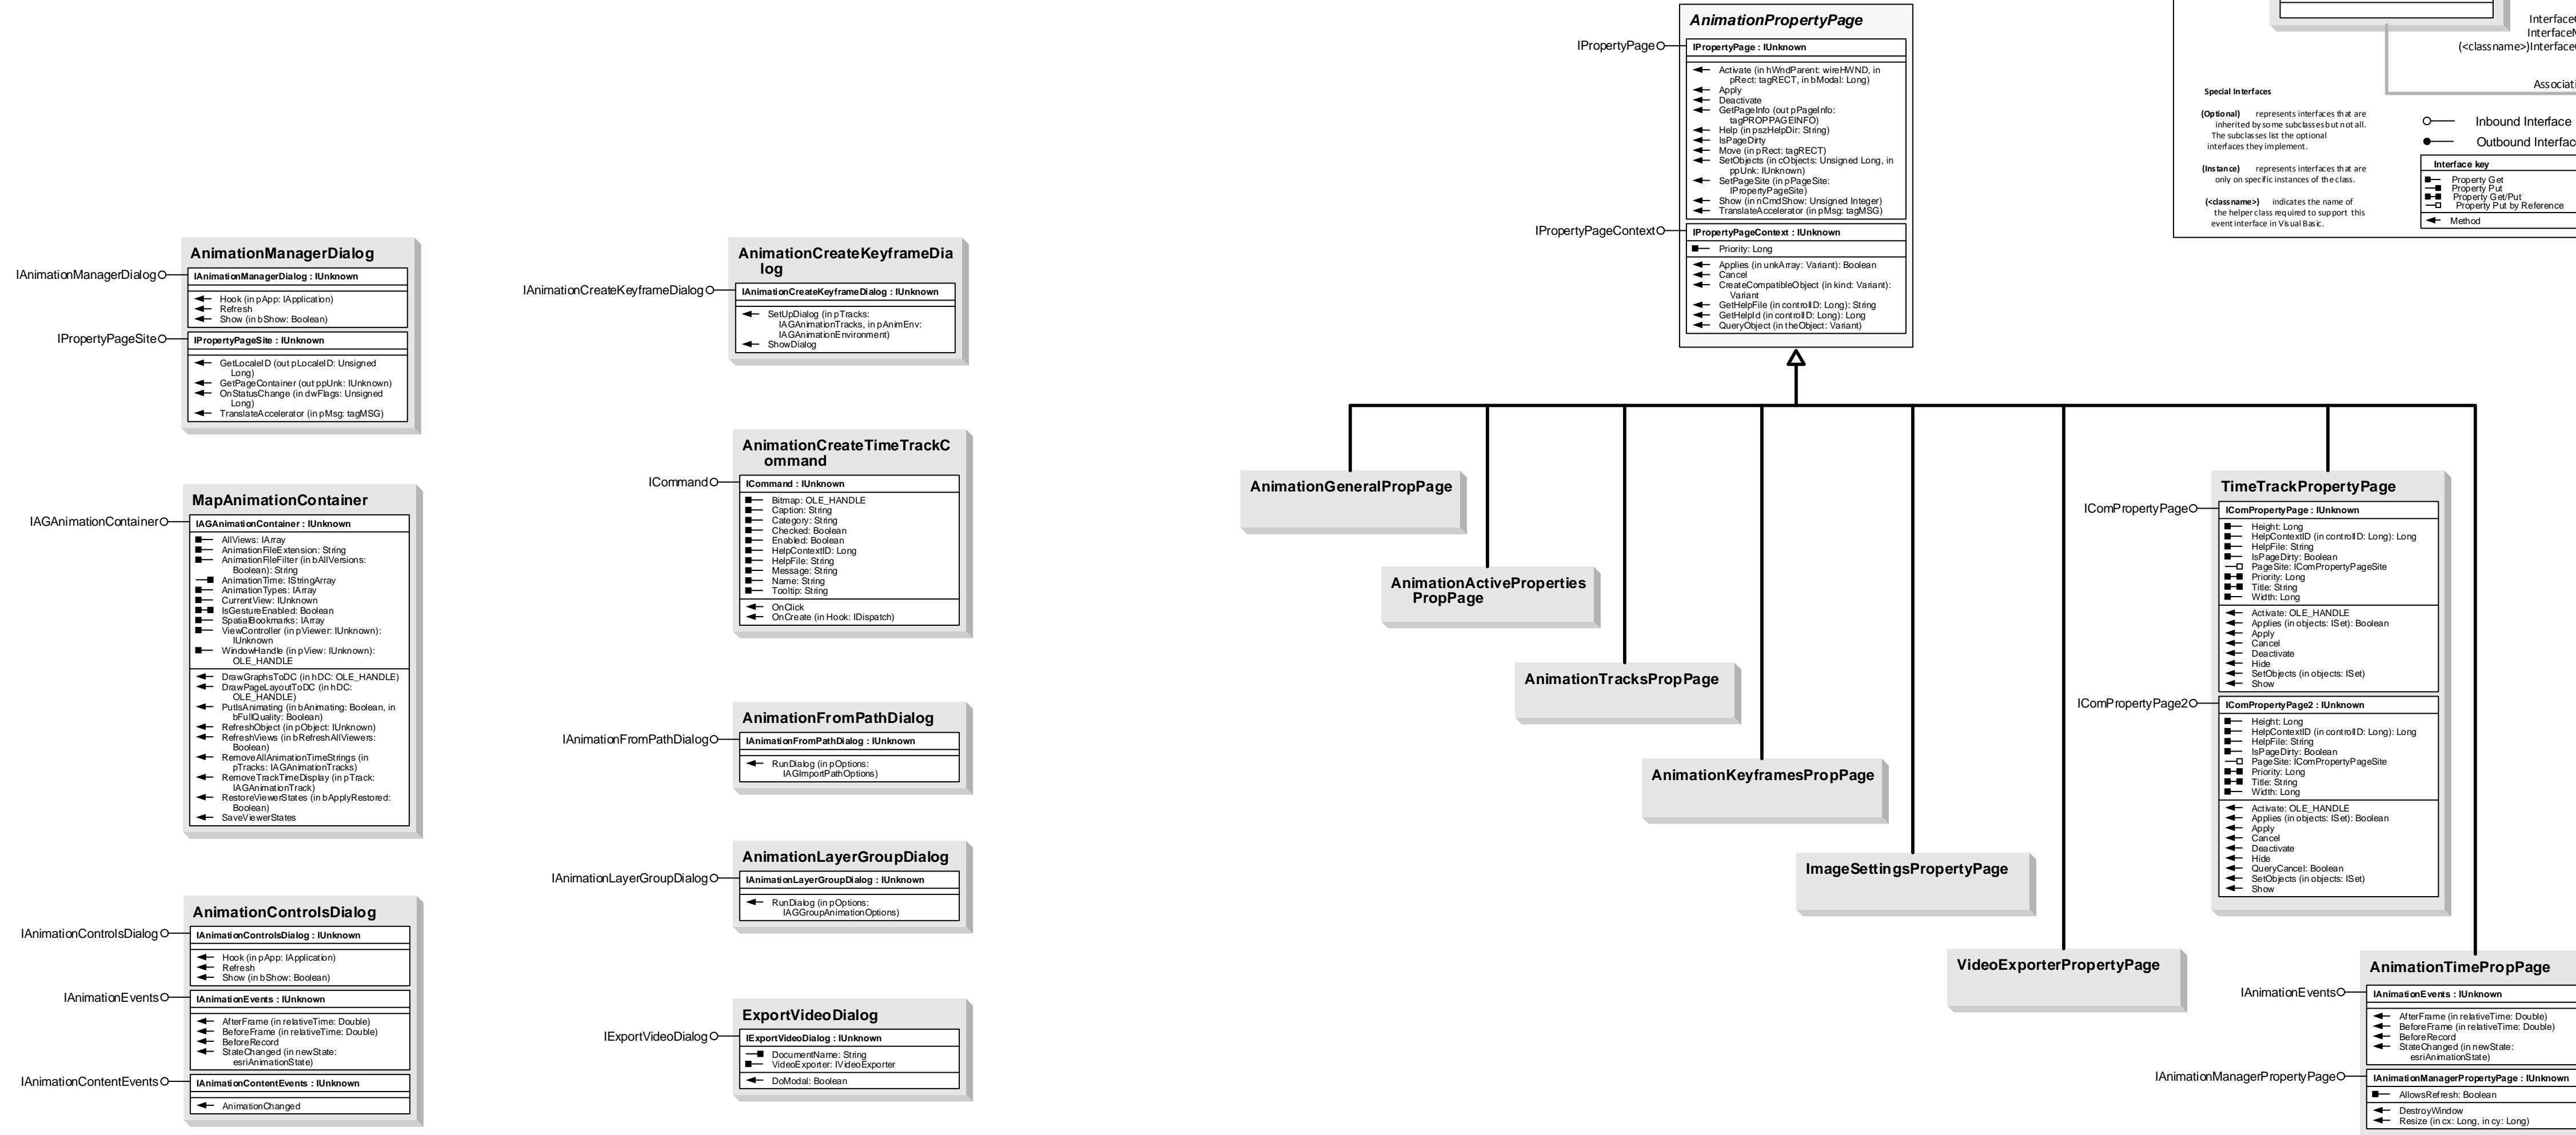 AnimationPropertyPage
IPropertyPage
IPropertyPage : IUnknown
Activate (in hWndParent: wireHWND, in
pRect: tagRECT, in bModal: Long)
Apply
Deactivate
GetPageInfo (out pPageInfo:
tagPROPPAGEINFO)
Help (in pszHelpDir: String)
IsPageDirty
Move (in pRect: tagRECT)
SetObjects (in cObjects: Unsigned Long, in
ppUnk: IUnknown)
SetPageSite (in pPageSite:
IPropertyPageSite)
Show (in nCmdShow: Unsigned Integer)
TranslateAccelerator (in pMsg: tagMSG)
IPropertyPageContext
IPropertyPageContext : IUnknown
Priority: Long
Applies (in unkArray: Variant): Boolean
Cancel
CreateCompatibleObject (in kind: Variant):
Variant
GetHelpFile (in controlID: Long): String
GetHelpId (in controlID: Long): Long
QueryObject (in theObject: Variant)
(<classname>)Interface
Special Interfaces
(Optional) represents interfaces that are
inherited by some subclasses but not all.
The subclasses list the optional
interfaces they implement.
(Instance) represents interfaces that are
only on specific instances of the class.
(<classname>) indicates the name of
the helper class required to support this
event interface in Visual Basic.
Inbound Interface
Outbound Interfac
Interface key
Property Get
Property Put
Property Get/Put
Property Put by Reference
Method
AnimationManagerDialog
IAnimationManagerDialog
IAnimationManagerDialog : IUnknown
Hook (in pApp: IApplication)
Refresh
Show (in bShow: Boolean)
IPropertyPageSite
IPropertyPageSite : IUnknown
GetLocaleID (out pLocaleID: Unsigned
Long)
GetPageContainer (out ppUnk: IUnknown)
OnStatusChange (in dwFlags: Unsigned
Long)
TranslateAccelerator (in pMsg: tagMSG)
AnimationCreateKeyframeDia
log
IAnimationCreateKeyframeDialog
IAnimationCreateKeyframeDialog : IUnknown
SetUpDialog (in pTracks:
IAGAnimationTracks, in pAnimEnv:
IAGAnimationEnvironment)
ShowDialog
AnimationCreateTimeTrackC
ommand
ICommand
ICommand : IUnknown
Bitmap: OLE_HANDLE
Caption: String
Category: String
Checked: Boolean
Enabled: Boolean
HelpContextID: Long
HelpFile: String
Message: String
Name: String
Tooltip: String
OnClick
OnCreate (in Hook: IDispatch)
MapAnimationContainer
IAGAnimationContainer
IAGAnimationContainer : IUnknown
AllViews: IArray
AnimationFileExtension: String
AnimationFileFilter (in bAllVersions:
Boolean): String
AnimationTime: IStringArray
AnimationTypes: IArray
CurrentView: IUnknown
IsGestureEnabled: Boolean
SpatialBookmarks: IArray
ViewController (in pViewer: IUnknown):
IUnknown
WindowHandle (in pView: IUnknown):
OLE_HANDLE
DrawGraphsToDC (in hDC: OLE_HANDLE)
DrawPageLayoutToDC (in hDC:
OLE_HANDLE)
PutIsAnimating (in bAnimating: Boolean, in
bFullQuality: Boolean)
RefreshObject (in pObject: IUnknown)
RefreshViews (in bRefreshAllViewers:
Boolean)
RemoveAllAnimationTimeStrings (in
pTracks: IAGAnimationTracks)
RemoveTrackTimeDisplay (in pTrack:
IAGAnimationTrack)
RestoreViewerStates (in bApplyRestored:
Boolean)
SaveViewerStates
AnimationFromPathDialog
IAnimationFromPathDialog
IAnimationFromPathDialog : IUnknown
RunDialog (in pOptions:
IAGImportPathOptions)
AnimationLayerGroupDialog
IAnimationLayerGroupDialog
IAnimationLayerGroupDialog : IUnknown
RunDialog (in pOptions:
IAGGroupAnimationOptions)
AnimationControlsDialog
IAnimationControlsDialog
IAnimationControlsDialog : IUnknown
Hook (in pApp: IApplication)
Refresh
Show (in bShow: Boolean)
IAnimationEvents
IAnimationEvents : IUnknown
AfterFrame (in relativeTime: Double)
BeforeFrame (in relativeTime: Double)
BeforeRecord
StateChanged (in newState:
esriAnimationState)
IAnimationContentEvents
IAnimationContentEvents : IUnknown
AnimationChanged
ExportVideoDialog
IExportVideoDialog
IExportVideoDialog : IUnknown
DocumentName: String
VideoExporter: IVideoExporter
DoModal: Boolean
AnimationGeneralPropPage
AnimationActiveProperties
PropPage
AnimationTracksPropPage
AnimationKeyframesPropPage
ImageSettingsPropertyPage
VideoExporterPropertyPage
TimeTrackPropertyPage
IComPropertyPage
IComPropertyPage : IUnknown
Height: Long
HelpContextID (in controlID: Long): Long
HelpFile: String
IsPageDirty: Boolean
PageSite: IComPropertyPageSite
Priority: Long
Title: String
Width: Long
Activate: OLE_HANDLE
Applies (in objects: ISet): Boolean
Apply
Cancel
Deactivate
Hide
SetObjects (in objects: ISet)
Show
IComPropertyPage2
IComPropertyPage2 : IUnknown
Height: Long
HelpContextID (in controlID: Long): Long
HelpFile: String
IsPageDirty: Boolean
PageSite: IComPropertyPageSite
Priority: Long
Title: String
Width: Long
Activate: OLE_HANDLE
Applies (in objects: ISet): Boolean
Apply
Cancel
Deactivate
Hide
QueryCancel: Boolean
SetObjects (in objects: ISet)
Show
AnimationTimePropPage
IAnimationEvents
IAnimationEvents : IUnknown
AfterFrame (in relativeTime: Double)
BeforeFrame (in relativeTime: Double)
BeforeRecord
StateChanged (in newState:
esriAnimationState)
IAnimationManagerPropertyPage
IAnimationManagerPropertyPage : IUnknown
AllowsRefresh: Boolean
DestroyWindow
Resize (in cx: Long, in cy: Long)